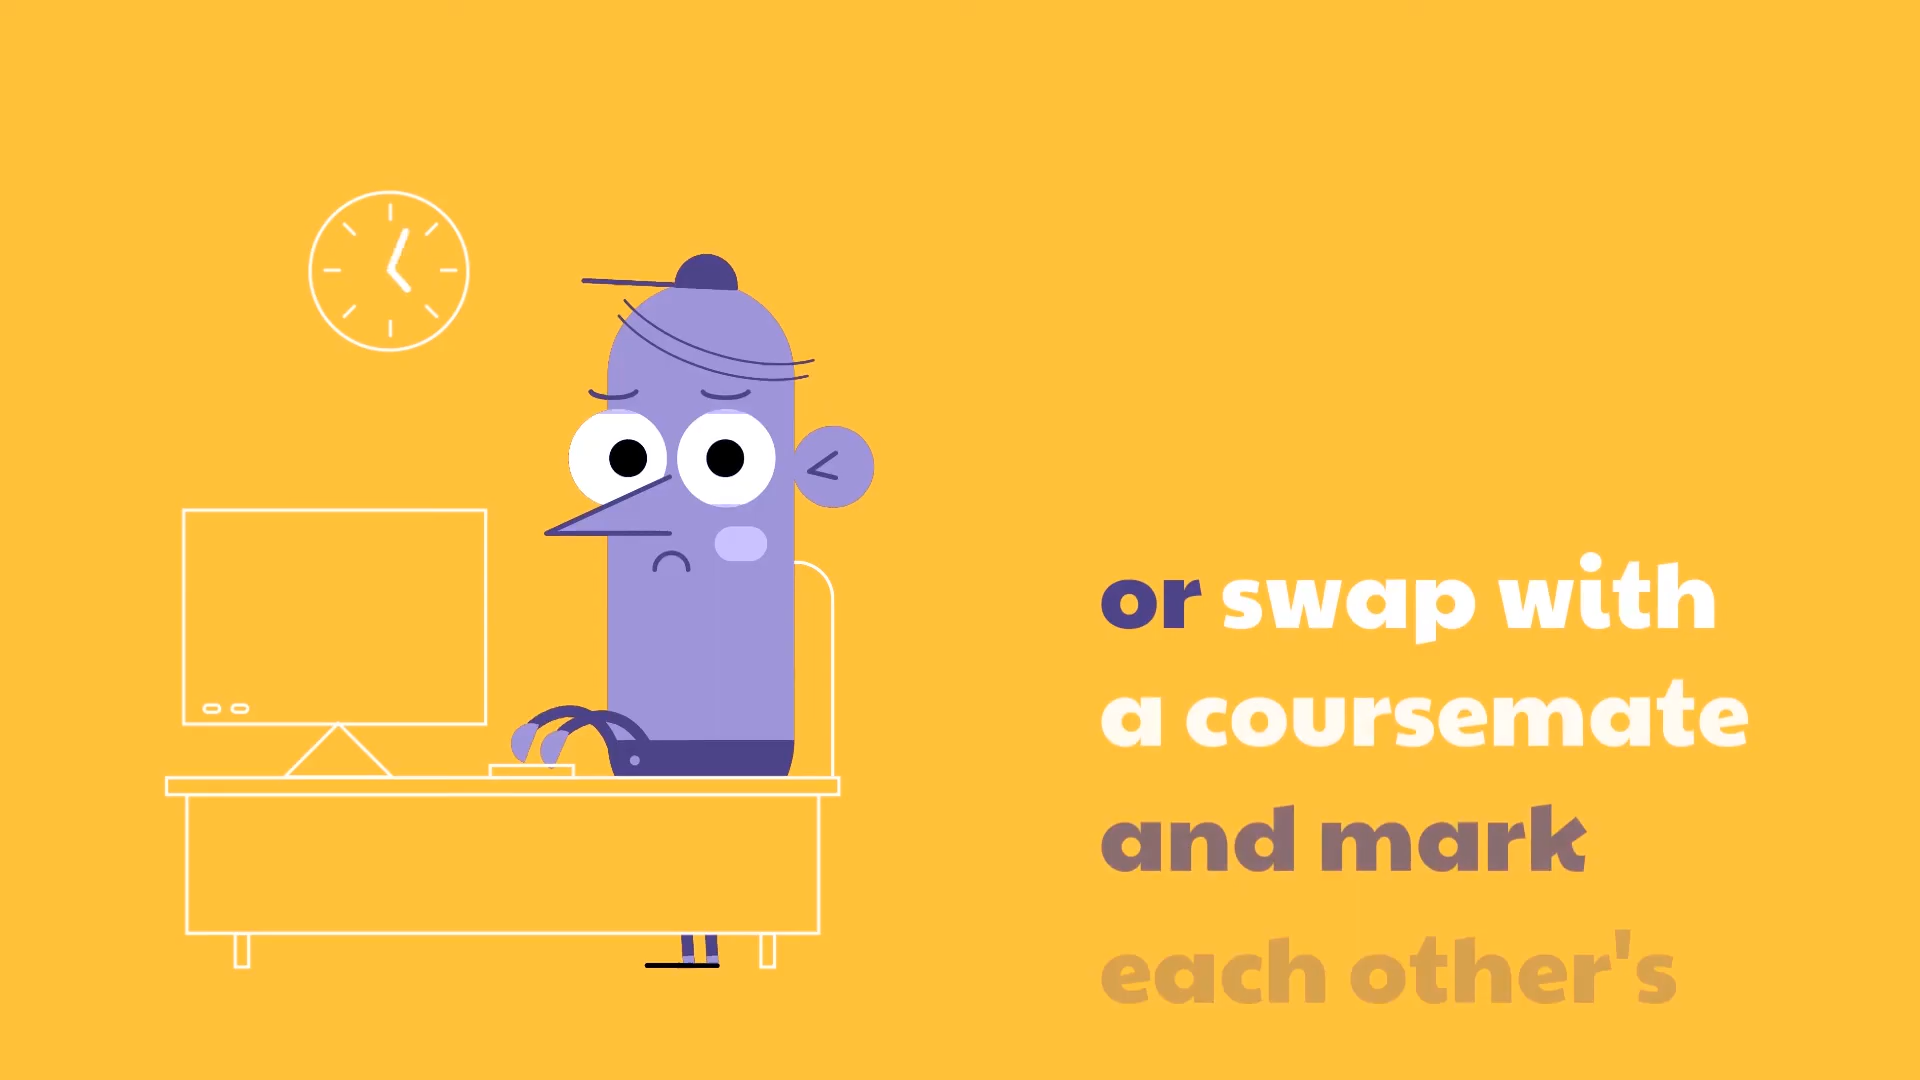 or swap with
a coursemate
and mark
each other's